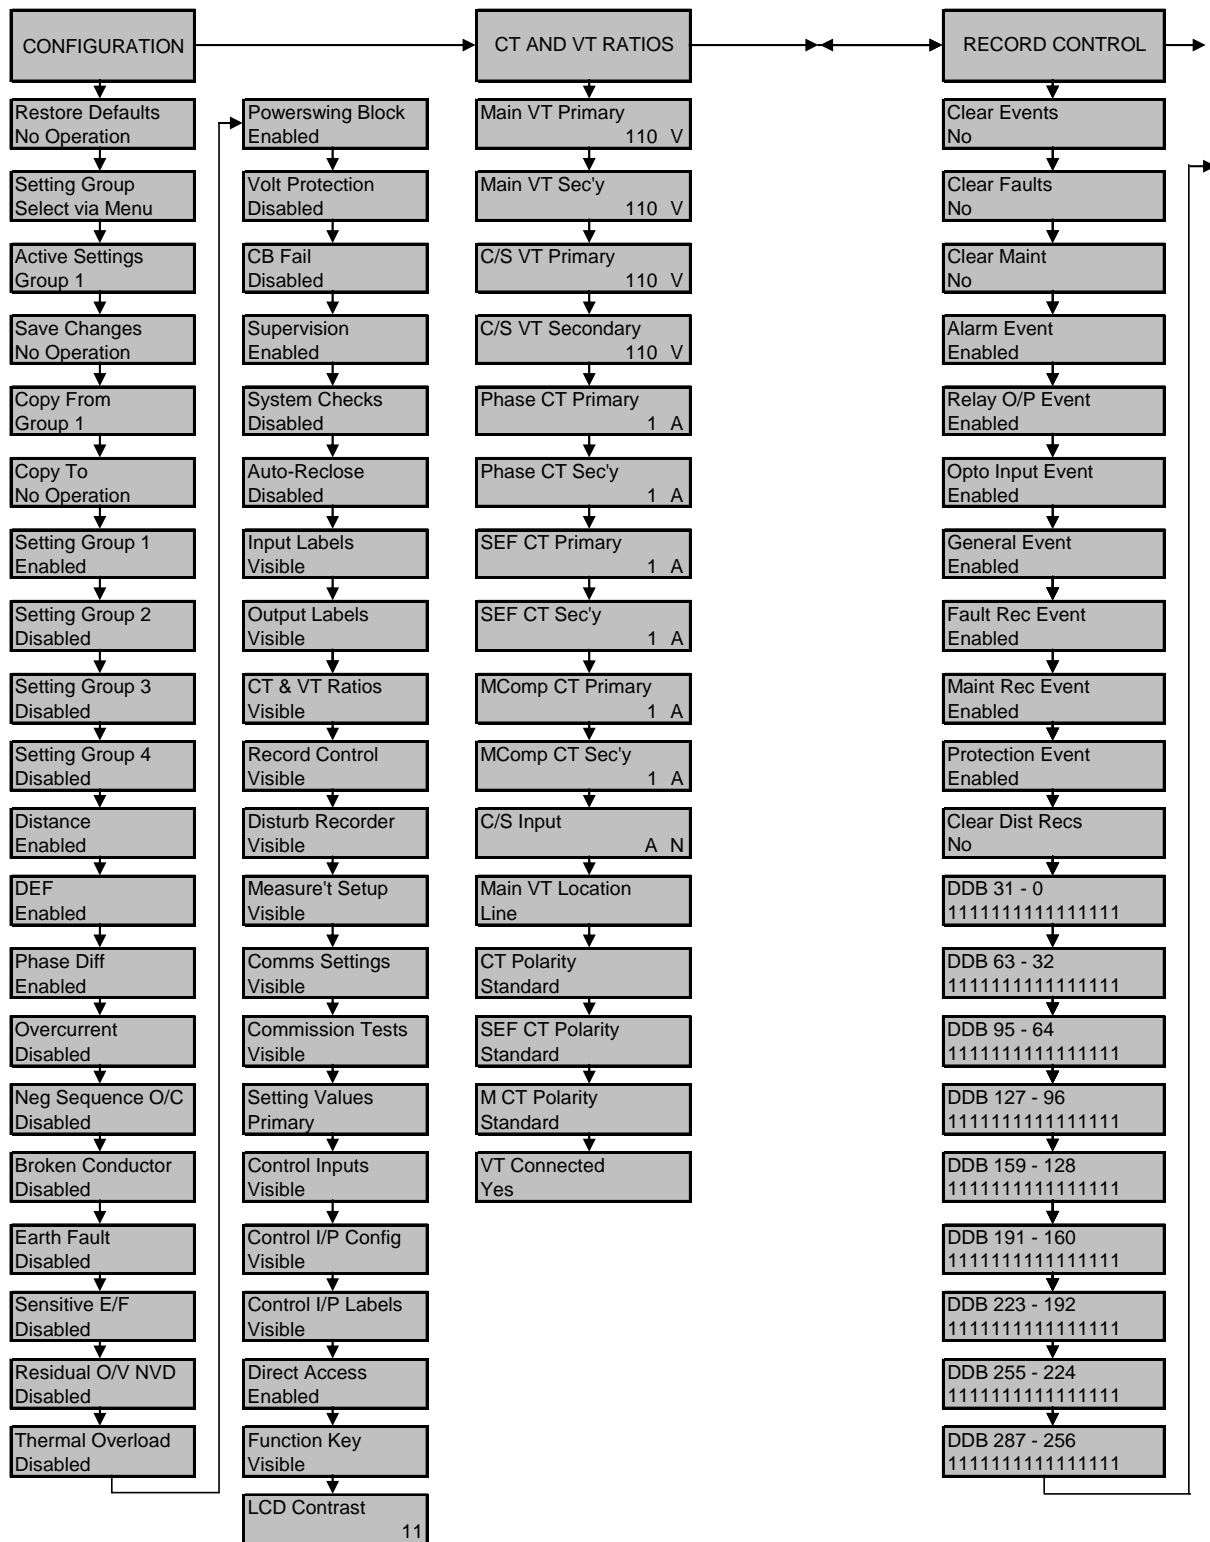 CONFIGURATION
Restore Defaults
No Operation
Setting Group
Select via Menu
Active Settings
Group 1
Save Changes
No Operation
Copy From
Group 1
Copy To
No Operation
Setting Group 1
Enabled
Setting Group 2
Disabled
Setting Group 3
Disabled
Setting Group 4
Disabled
Distance
Enabled
DEF
Enabled
Phase Diff
Enabled
Overcurrent
Disabled
Neg Sequence O/C
Disabled
Broken Conductor
Disabled
Earth Fault
Disabled
Sensitive E/F
Disabled
Residual O/V NVD
Disabled
Thermal Overload
Disabled
Powerswing Block
Enabled
Volt Protection
Disabled
CB Fail
Disabled
Supervision
Enabled
System Checks
Disabled
Auto-Reclose
Disabled
Input Labels
Visible
Output Labels
Visible
CT & VT Ratios
Visible
Record Control
Visible
Disturb Recorder
Visible
Measure't Setup
Visible
Comms Settings
Visible
Commission Tests
Visible
Setting Values
Primary
Control Inputs
Visible
Control I/P Config
Visible
Control I/P Labels
Visible
Direct Access
Enabled
Function Key
Visible
LCD Contrast
11
CT AND VT RATIOS
Main VT Primary
110 V
Main VT Sec'y
110 V
C/S VT Primary
110 V
C/S VT Secondary
110 V
Phase CT Primary
1 A
Phase CT Sec'y
1 A
SEF CT Primary
1 A
SEF CT Sec'y
1 A
MComp CT Primary
1 A
MComp CT Sec'y
1 A
C/S Input
A N
Main VT Location
Line
CT Polarity
Standard
SEF CT Polarity
Standard
M CT Polarity
Standard
VT Connected
Yes
RECORD CONTROL
Clear Events
No
Clear Faults
No
Clear Maint
No
Alarm Event
Enabled
Relay O/P Event
Enabled
Opto Input Event
Enabled
General Event
Enabled
Fault Rec Event
Enabled
Maint Rec Event
Enabled
Protection Event
Enabled
Clear Dist Recs
No
DDB 31 - 0
1111111111111111
DDB 63 - 32
1111111111111111
DDB 95 - 64
1111111111111111
DDB 127 - 96
1111111111111111
DDB 159 - 128
1111111111111111
DDB 191 - 160
1111111111111111
DDB 223 - 192
1111111111111111
DDB 255 - 224
1111111111111111
DDB 287 - 256
1111111111111111